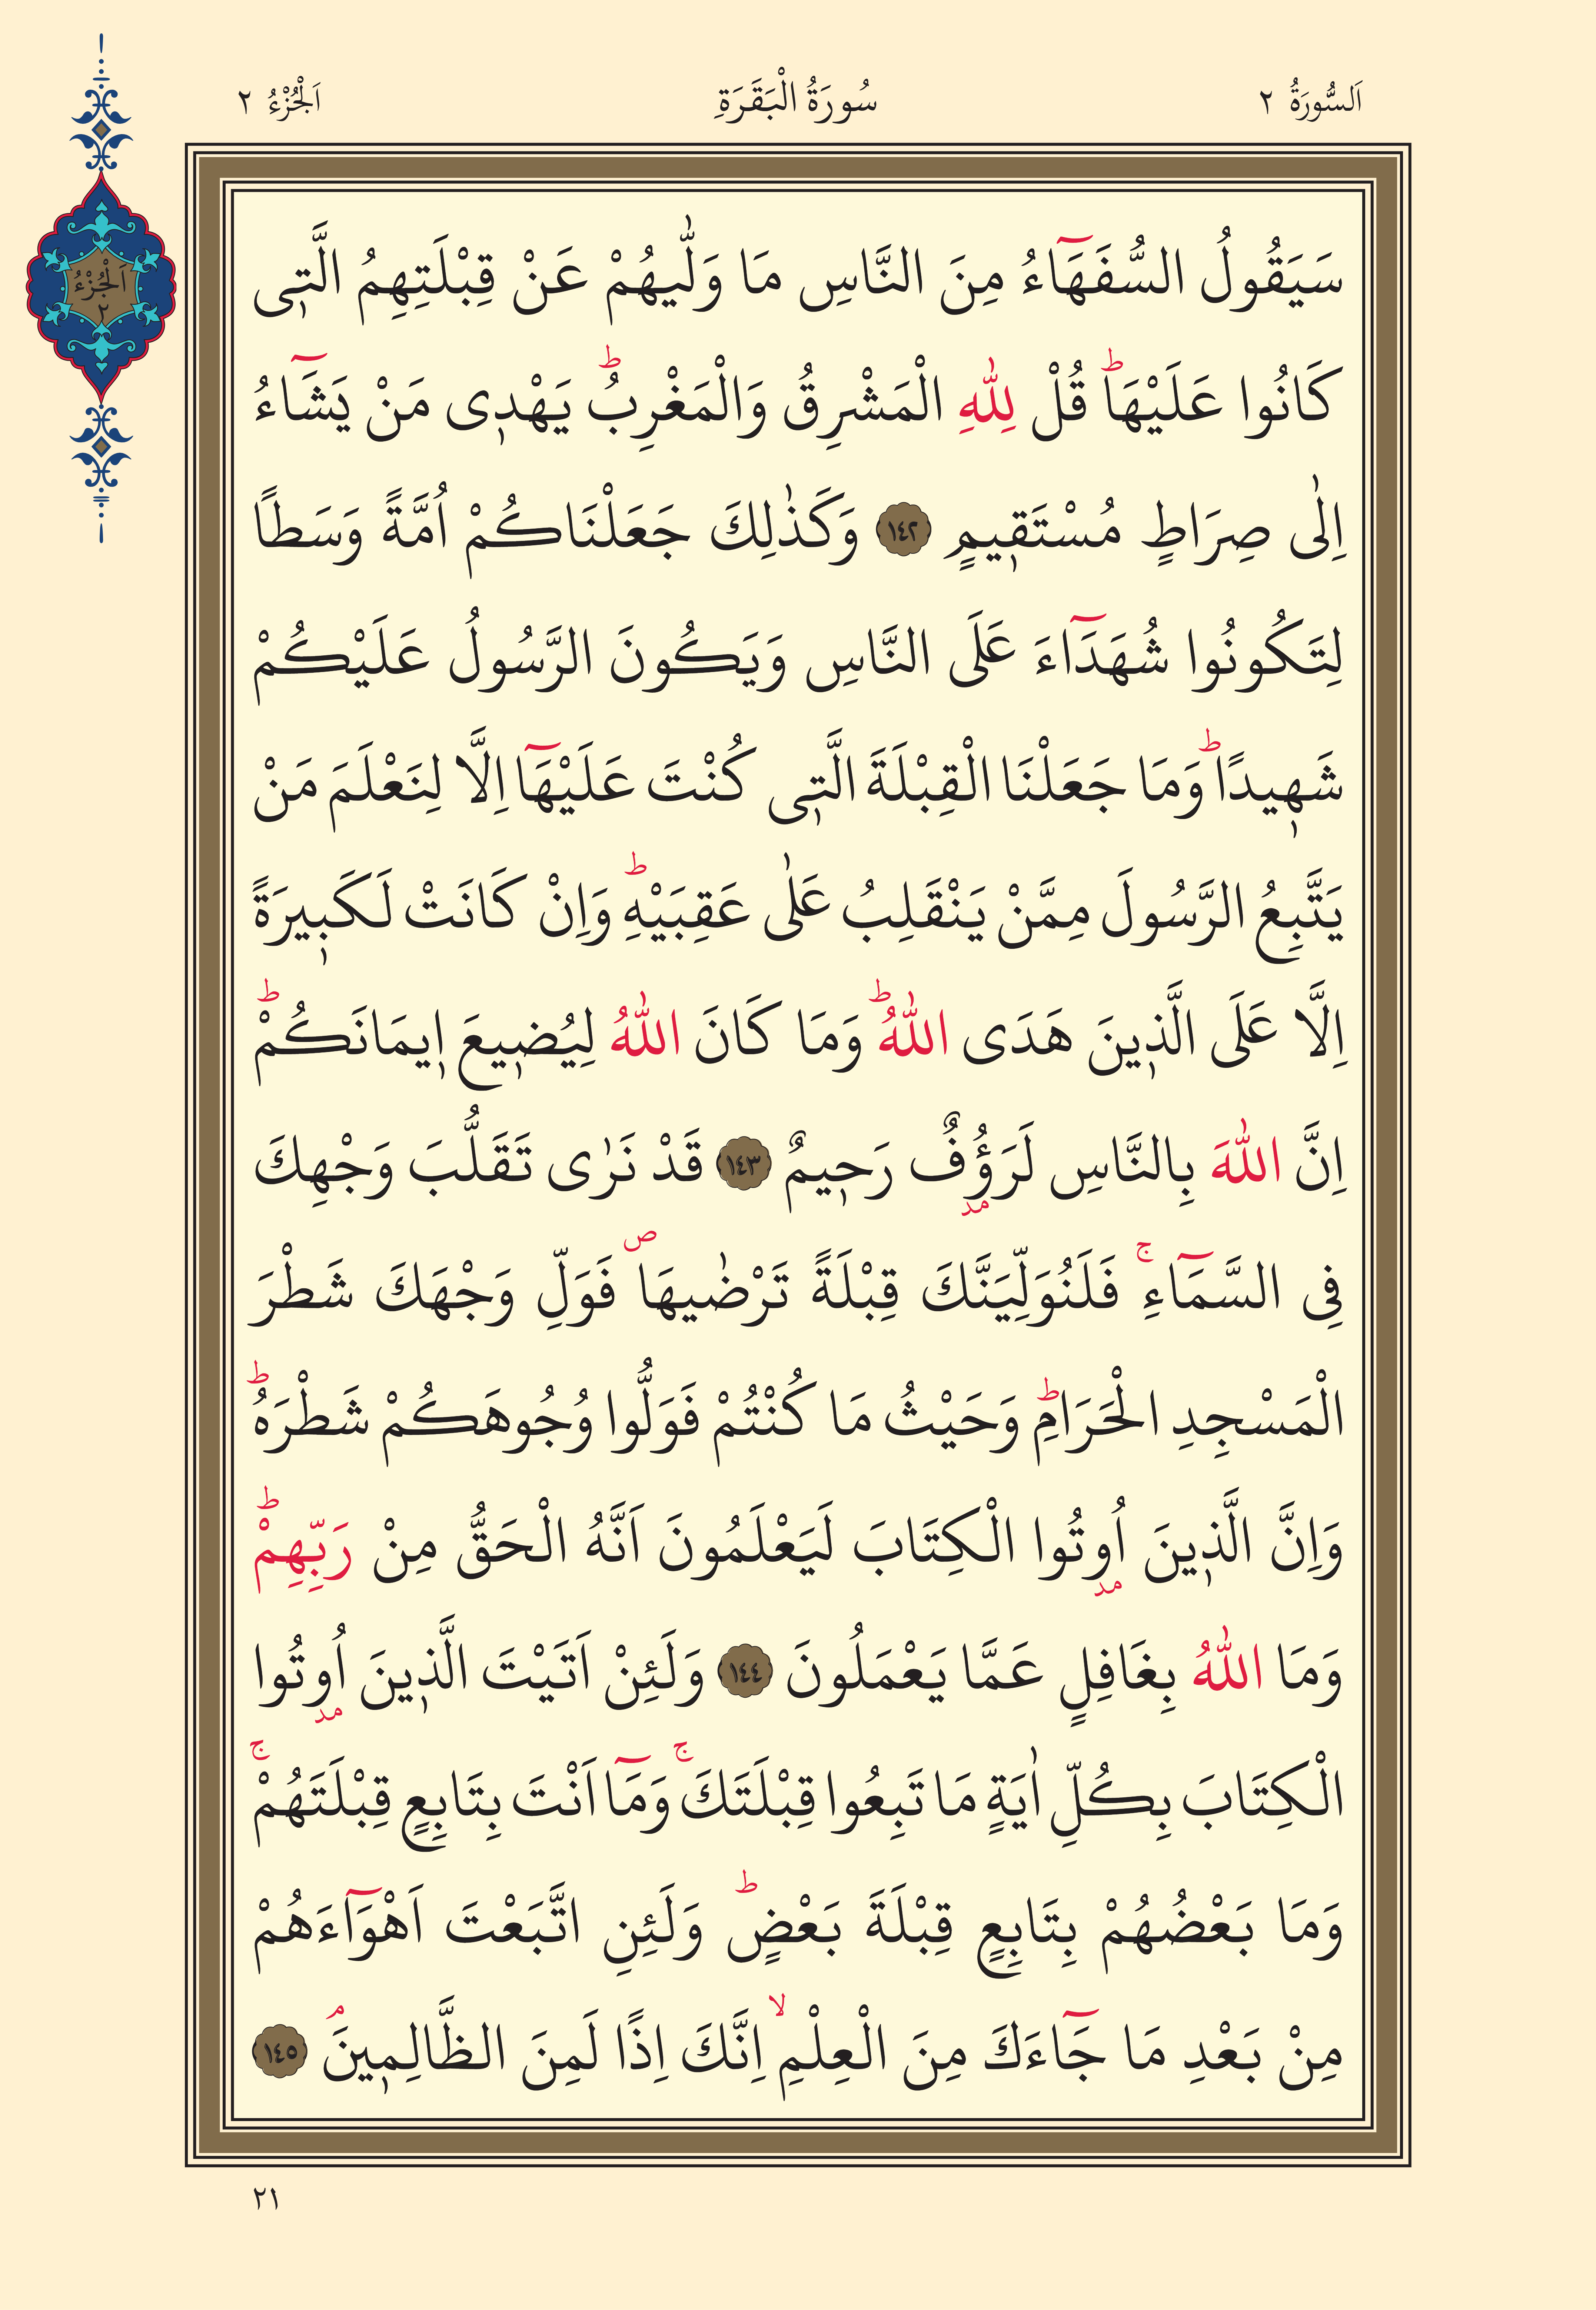 اَلسُّورَةُ ٢ سُورَةُ الْبَقَرَةِ اَلْجُزْءُ ٢
اَلْجُزْءُ
٢
سَيَقُولُ السُّفَهَٓاءُ مِنَ النَّاسِ مَا وَلّٰيهُمْ عَنْ قِبْلَتِهِمُ الَّت۪ى
كَانُوا عَلَيْهَاۜ قُلْ لِلّٰهِ الْمَشْرِقُ وَالْمَغْرِبُۜ يَهْد۪ى مَنْ يَشَٓاءُ
اِلٰى صِرَاطٍ مُسْتَق۪يمٍ ﴿١٤٢﴾ وَكَذٰلِكَ جَعَلْنَاكُمْ اُمَّةً وَسَطًا
لِتَكُونُوا شُهَدَٓاءَ عَلَى النَّاسِ وَيَكُونَ الرَّسُولُ عَلَيْكُمْ
شَه۪يدًاۜ وَمَا جَعَلْنَا الْقِبْلَةَ الَّت۪ى كُنْتَ عَلَيْهَٓا اِلَّا لِنَعْلَمَ مَنْ
يَتَّبِعُ الرَّسُولَ مِمَّنْ يَنْقَلِبُ عَلٰى عَقِبَيْهِۜ وَاِنْ كَانَتْ لَكَب۪يرَةً
اِلَّا عَلَى الَّذ۪ينَ هَدَى اللّٰهُۜ وَمَا كَانَ اللّٰهُ لِيُض۪يعَ ا۪يمَانَكُمْۜ
اِنَّ اللّٰهَ بِالنَّاسِ لَرَؤُ۫فٌ رَح۪يمٌ ﴿١٤٣﴾ قَدْ نَرٰى تَقَلُّبَ وَجْهِكَ
فِى السَّمَٓاءِۚ فَلَنُوَلِّيَنَّكَ قِبْلَةً تَرْضٰيهَاۖ فَوَلِّ وَجْهَكَ شَطْرَ
الْمَسْجِدِ الْحَرَامِۜ وَحَيْثُ مَا كُنْتُمْ فَوَلُّوا وُجُوهَكُمْ شَطْرَهُۜ
وَاِنَّ الَّذ۪ينَ اُو۫تُوا الْكِتَابَ لَيَعْلَمُونَ اَنَّهُ الْحَقُّ مِنْ رَبِّهِمْۜ
وَمَا اللّٰهُ بِغَافِلٍ عَمَّا يَعْمَلُونَ ﴿١٤٤﴾ وَلَئِنْ اَتَيْتَ الَّذ۪ينَ اُو۫تُوا
الْكِتَابَ بِكُلِّ اٰيَةٍ مَا تَبِعُوا قِبْلَتَكَۚ وَمَٓا اَنْتَ بِتَابِعٍ قِبْلَتَهُمْۚ
وَمَا بَعْضُهُمْ بِتَابِعٍ قِبْلَةَ بَعْضٍۜ وَلَئِنِ اتَّبَعْتَ اَهْوَٓاءَهُمْ
مِنْ بَعْدِ مَا جَٓاءَكَ مِنَ الْعِلْمِۙ اِنَّكَ اِذًا لَمِنَ الظَّالِم۪ينَۢ ﴿١٤٥﴾
٢١